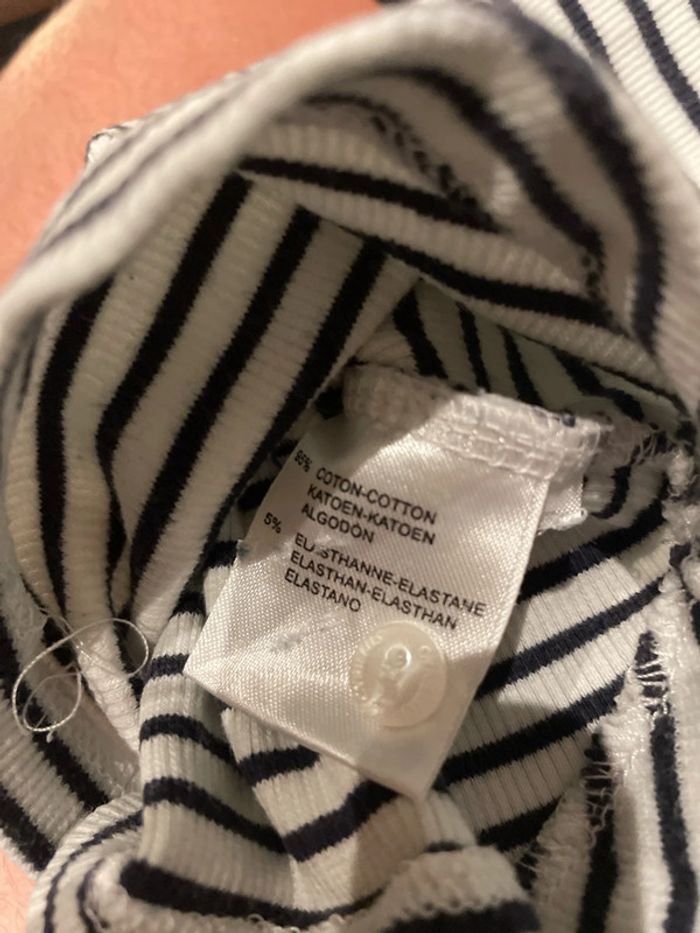 95% COTON-COTTON
KATOEN-KATOEN
ALGODÓN
5% ELASTHANNE-ELASTANE
ELASTHAN-ELASTHAN
ELASTANO